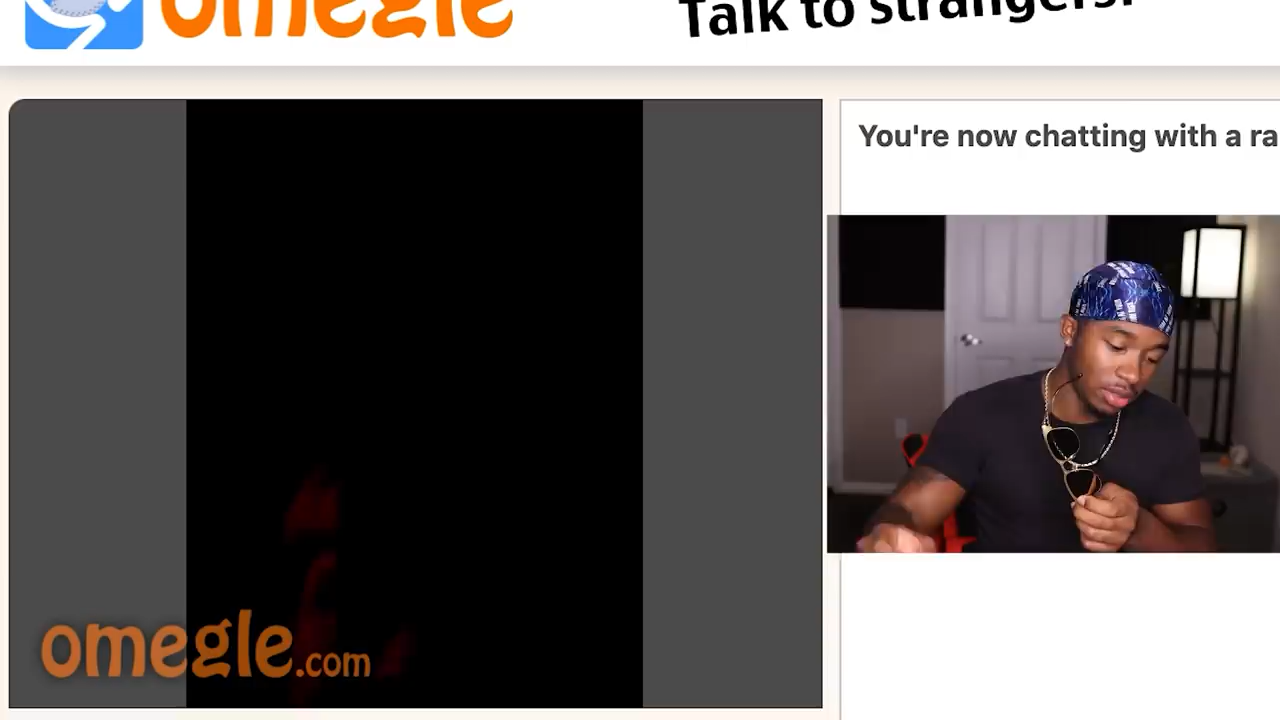 omegle
Talk to strangers!
You're now chatting with a ra
omegle.com